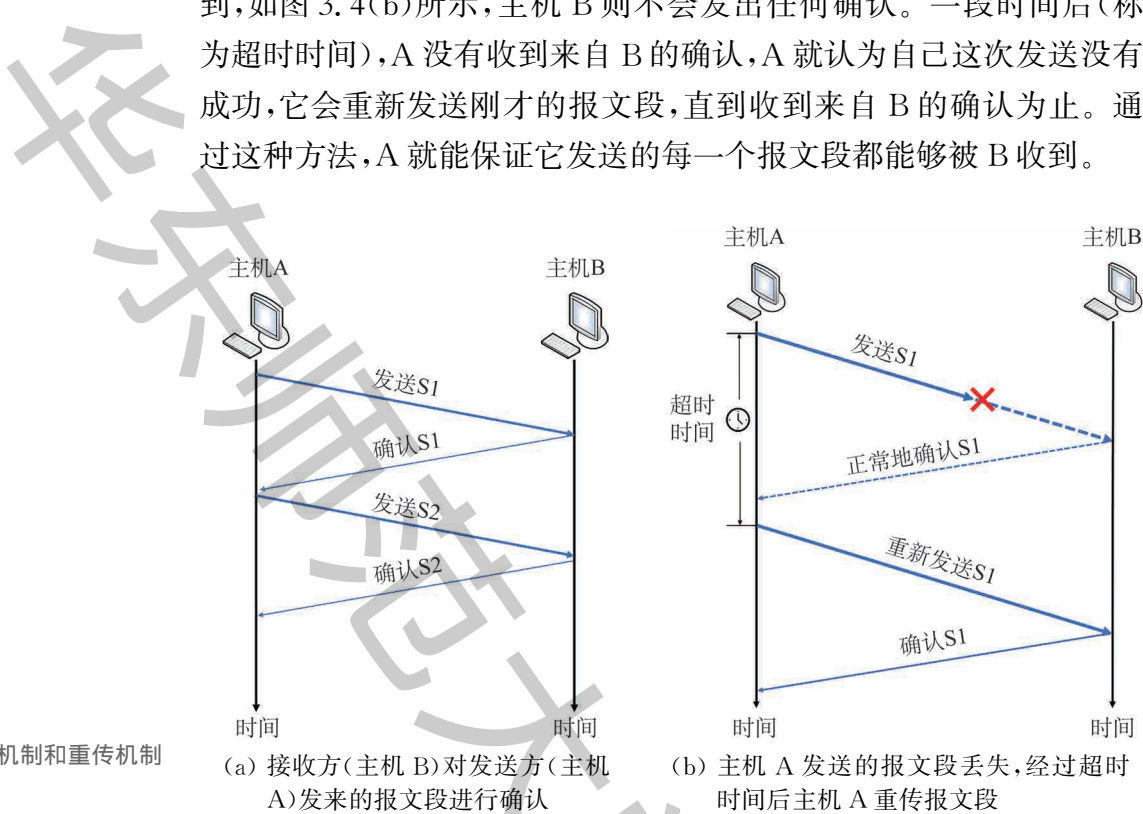 到,如图 3.4(b)所示,主机 B 则不会发出任何确认。一段时间后(称
为超时时间),A 没有收到来自 B 的确认,A 就认为自己这次发送没有
成功,它会重新发送刚才的报文段,直到收到来自 B 的确认为止。通
过这种方法,A 就能保证它发送的每一个报文段都能够被 B 收到。
主机A
主机B
发送S1
确认S1
发送S2
确认S2
时间
时间
主机A
主机B
超时
时间
发送S1
正常地确认S1
重新发送S1
确认S1
时间
时间
机制和重传机制
(a) 接收方(主机 B)对发送方(主机
A)发来的报文段进行确认
(b) 主机 A 发送的报文段丢失,经过超时
时间后主机 A 重传报文段
华东师范大